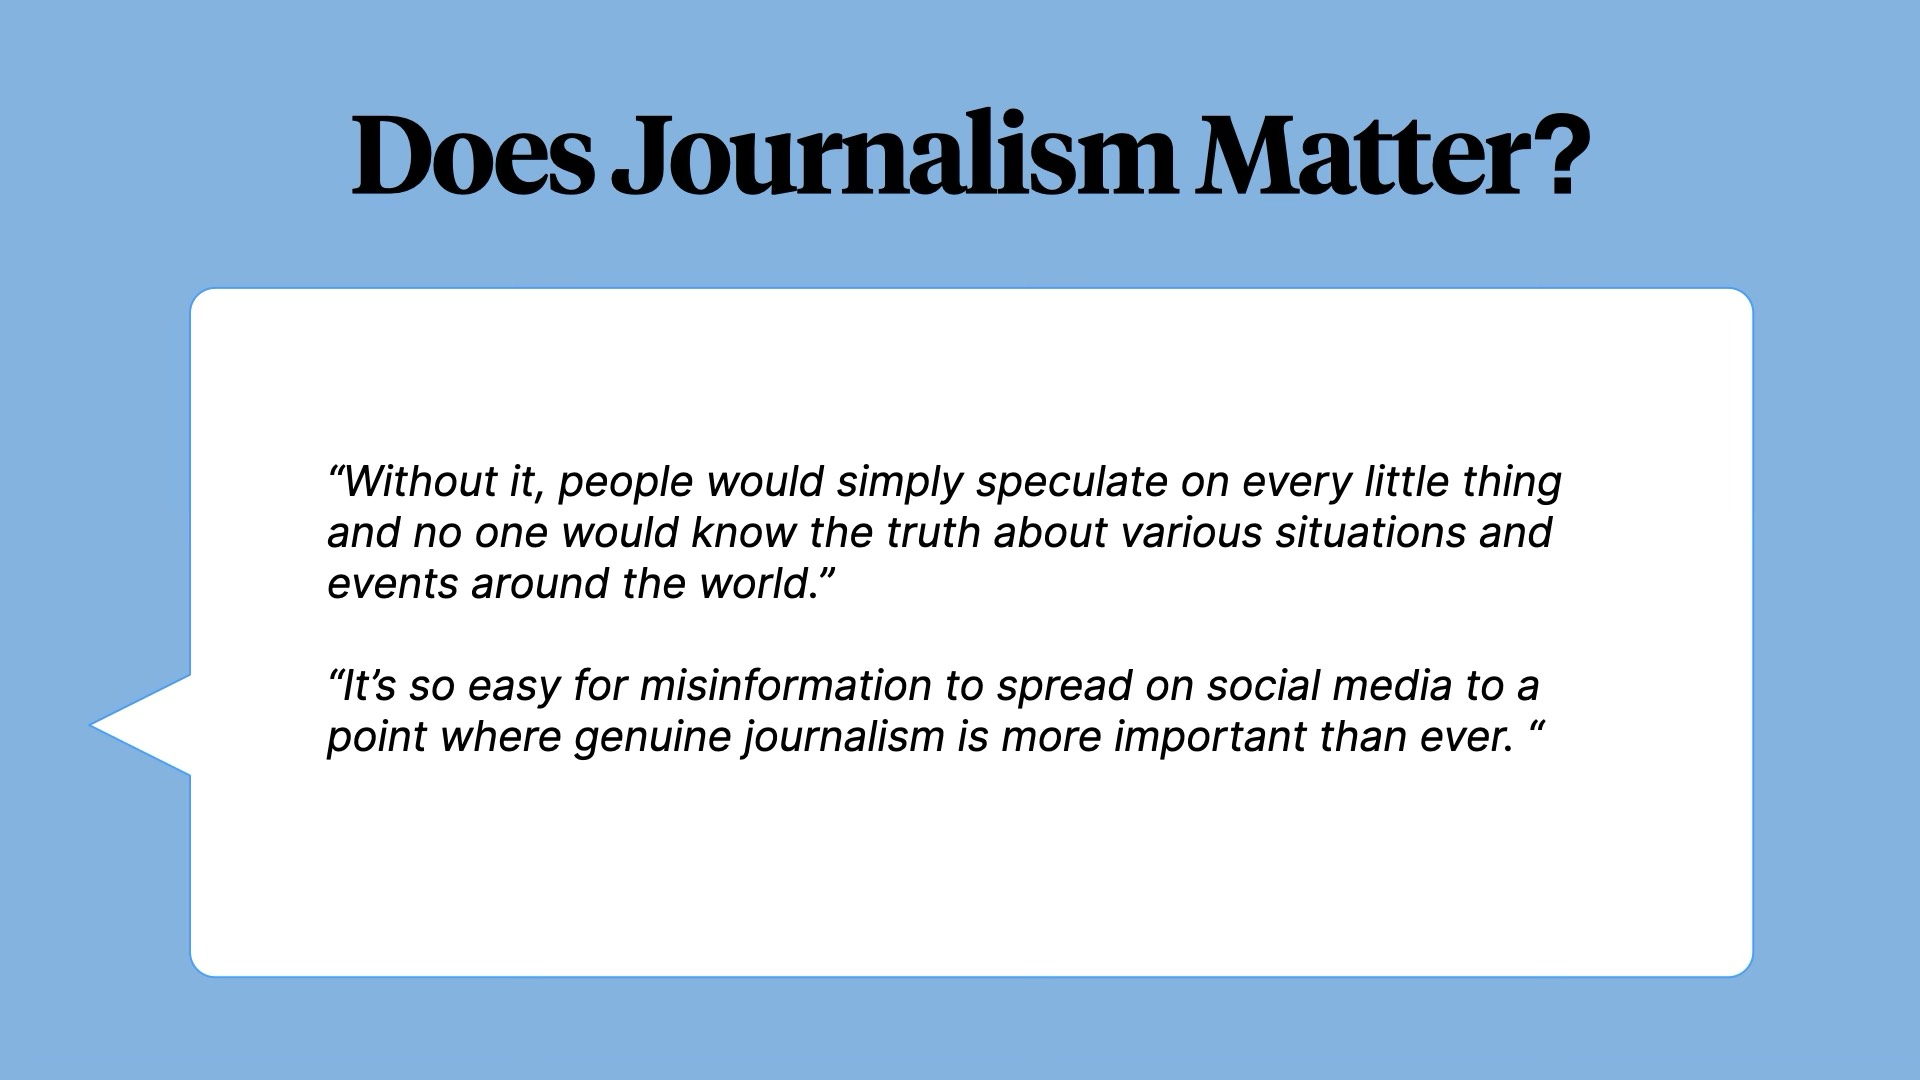 Does Journalism Matter?
“Without it, people would simply speculate on every little thing
and no one would know the truth about various situations and
events around the world.”
“It’s so easy for misinformation to spread on social media to a
point where genuine journalism is more important than ever. “